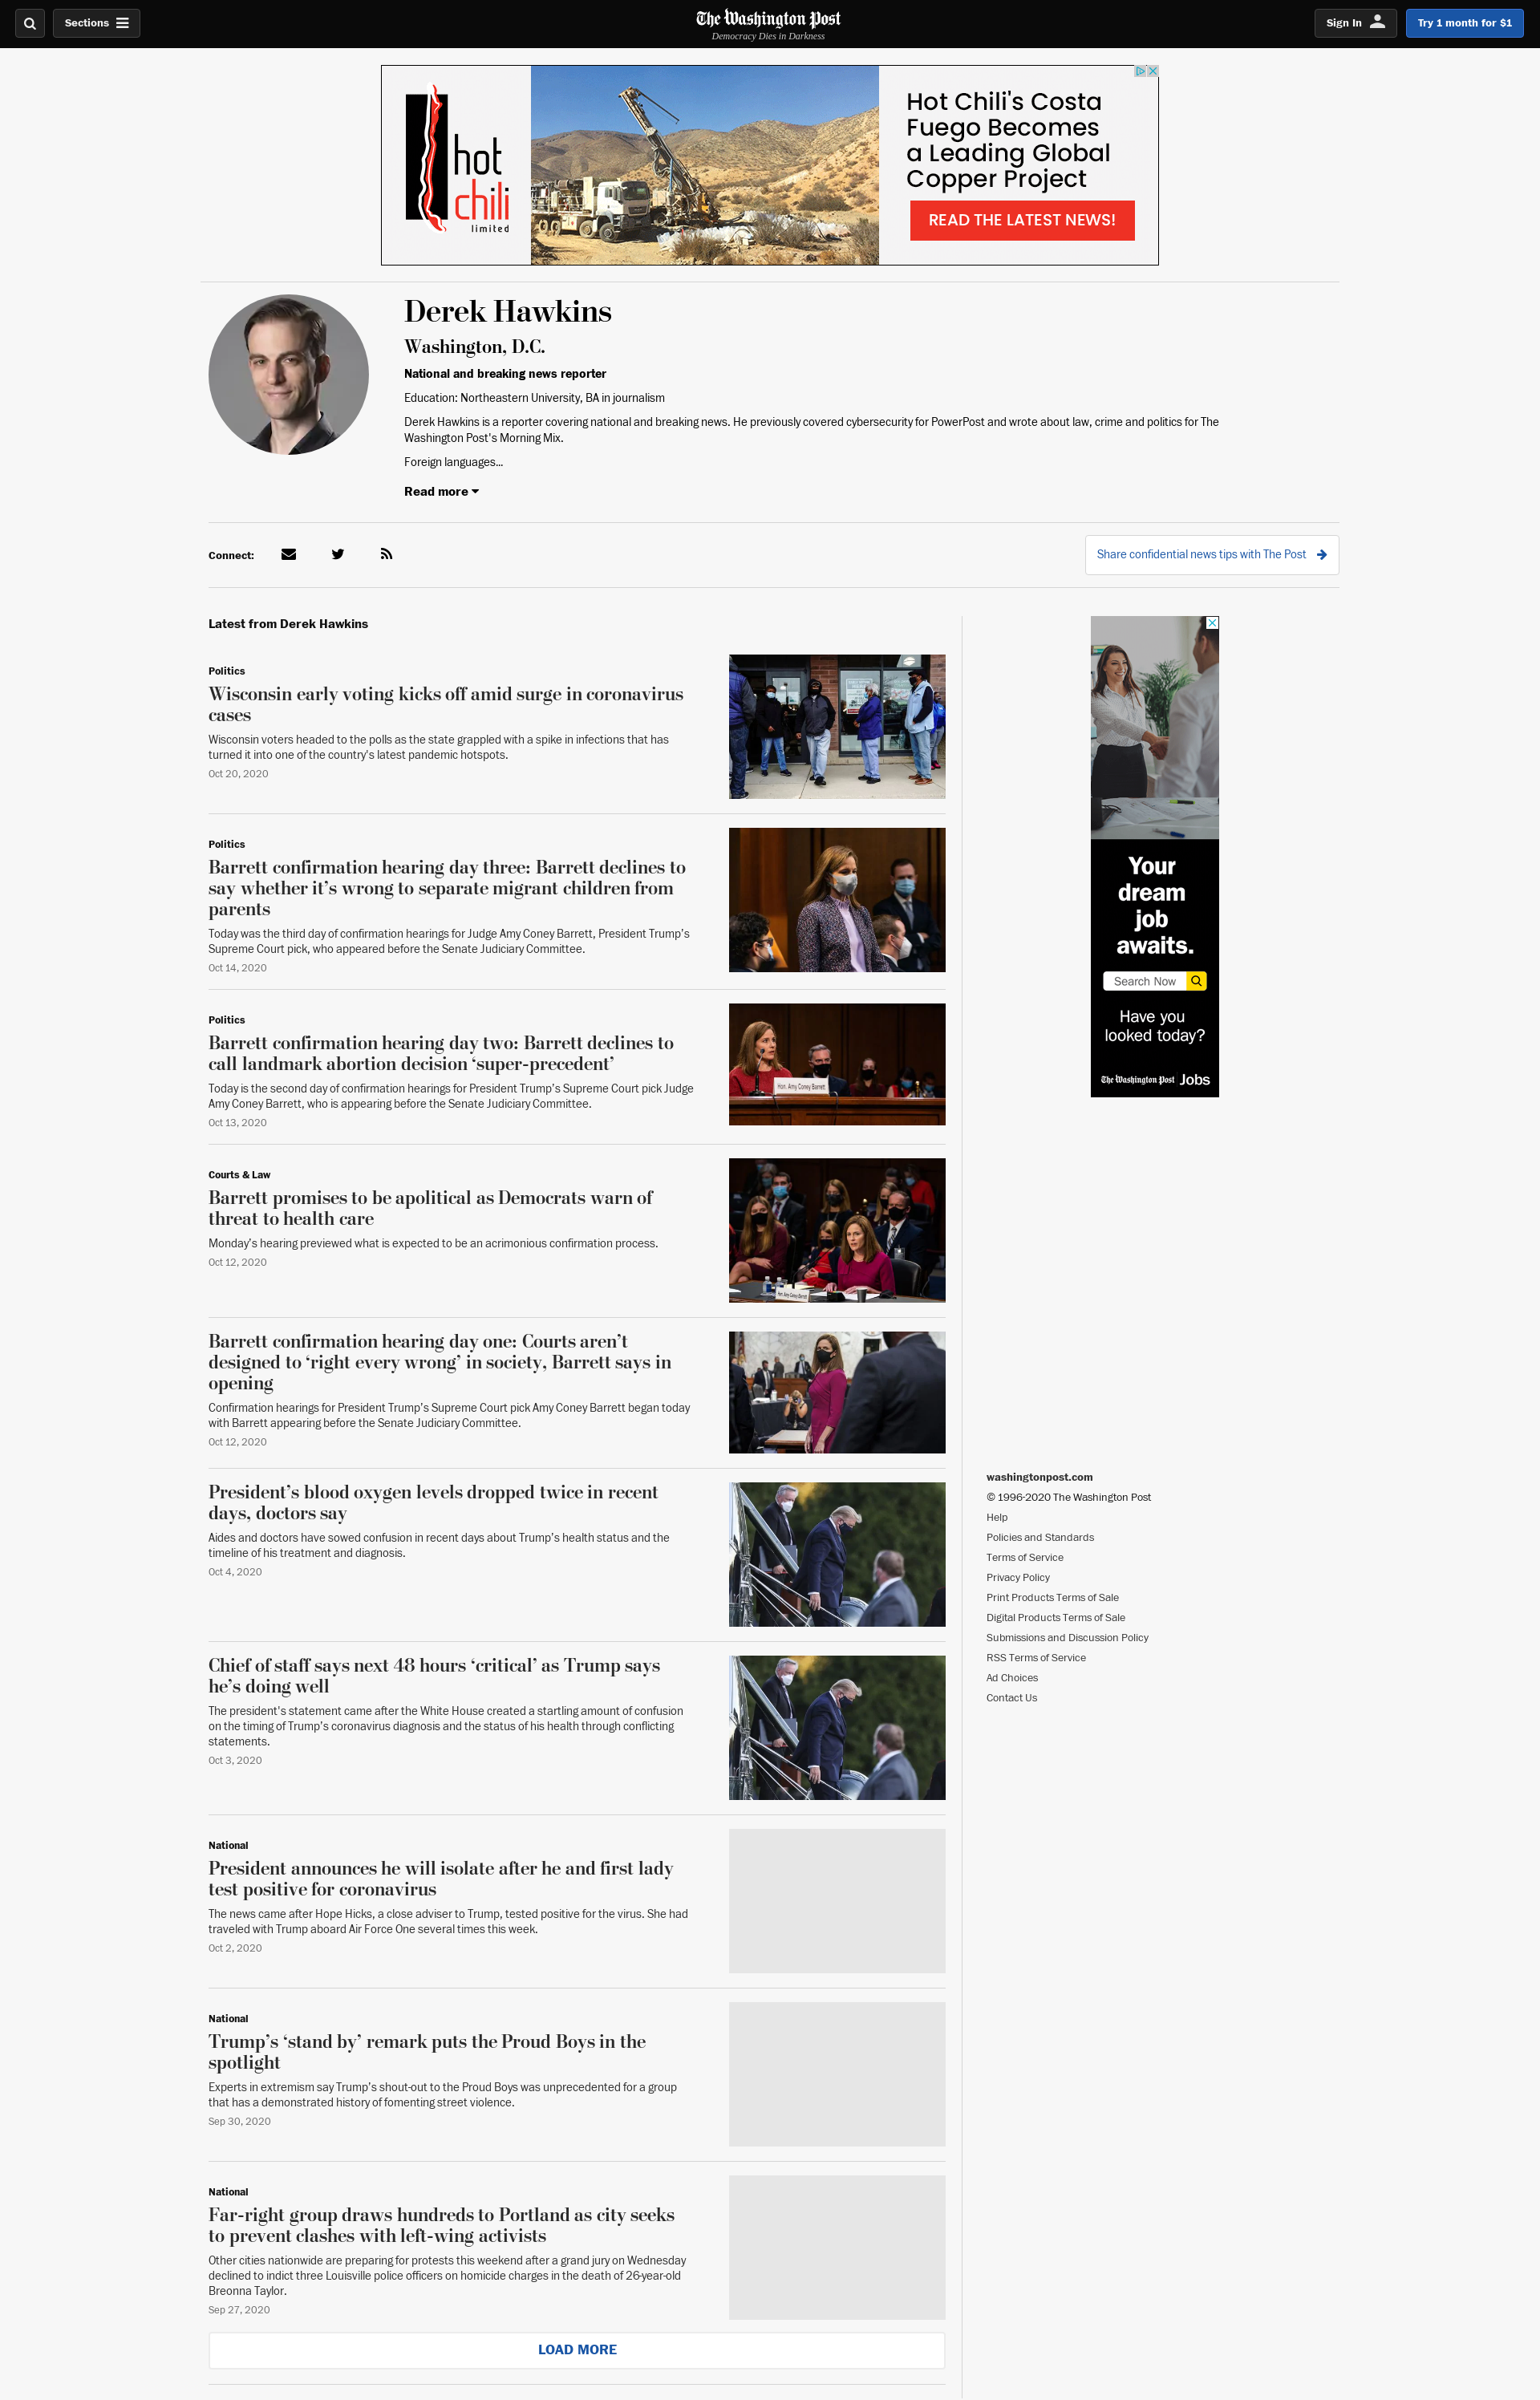 Sections
The Washington Post
Democracy Dies in Darkness
Sign In
Try 1 month for $1
hot
chili
limited
Hot Chili's Costa
Fuego Becomes
a Leading Global
Copper Project
READ THE LATEST NEWS!
Derek Hawkins
Washington, D.C.
National and breaking news reporter
Education: Northeastern University, BA in journalism
Derek Hawkins is a reporter covering national and breaking news. He previously covered cybersecurity for PowerPost and wrote about law, crime and politics for The
Washington Post's Morning Mix.
Foreign languages...
Read more
Connect:
Share confidential news tips with The Post
Latest from Derek Hawkins
Politics
Wisconsin early voting kicks off amid surge in coronavirus
cases
Wisconsin voters headed to the polls as the state grappled with a spike in infections that has
turned it into one of the country's latest pandemic hotspots.
Oct 20, 2020
Politics
Barrett confirmation hearing day three: Barrett declines to
say whether it’s wrong to separate migrant children from
parents
Today was the third day of confirmation hearings for Judge Amy Coney Barrett, President Trump’s
Supreme Court pick, who appeared before the Senate Judiciary Committee.
Oct 14, 2020
Politics
Barrett confirmation hearing day two: Barrett declines to
call landmark abortion decision ‘super-precedent’
Today is the second day of confirmation hearings for President Trump’s Supreme Court pick Judge
Amy Coney Barrett, who is appearing before the Senate Judiciary Committee.
Oct 13, 2020
Hon. Amy Coney Barrett
Courts & Law
Barrett promises to be apolitical as Democrats warn of
threat to health care
Monday’s hearing previewed what is expected to be an acrimonious confirmation process.
Oct 12, 2020
Hon. Amy Coney Barrett
Barrett confirmation hearing day one: Courts aren’t
designed to ‘right every wrong’ in society, Barrett says in
opening
Confirmation hearings for President Trump’s Supreme Court pick Amy Coney Barrett began today
with Barrett appearing before the Senate Judiciary Committee.
Oct 12, 2020
President’s blood oxygen levels dropped twice in recent
days, doctors say
Aides and doctors have sowed confusion in recent days about Trump’s health status and the
timeline of his treatment and diagnosis.
Oct 4, 2020
Chief of staff says next 48 hours ‘critical’ as Trump says
he’s doing well
The president's statement came after the White House created a startling amount of confusion
on the timing of Trump’s coronavirus diagnosis and the status of his health through conflicting
statements.
Oct 3, 2020
National
President announces he will isolate after he and first lady
test positive for coronavirus
The news came after Hope Hicks, a close adviser to Trump, tested positive for the virus. She had
traveled with Trump aboard Air Force One several times this week.
Oct 2, 2020
National
Trump’s ‘stand by’ remark puts the Proud Boys in the
spotlight
Experts in extremism say Trump’s shout-out to the Proud Boys was unprecedented for a group
that has a demonstrated history of fomenting street violence.
Sep 30, 2020
National
Far-right group draws hundreds to Portland as city seeks
to prevent clashes with left-wing activists
Other cities nationwide are preparing for protests this weekend after a grand jury on Wednesday
declined to indict three Louisville police officers on homicide charges in the death of 26-year-old
Breonna Taylor.
Sep 27, 2020
LOAD MORE
Your
dream
job
awaits.
Search Now
Have you
looked today?
The Washington Post Jobs
washingtonpost.com
© 1996-2020 The Washington Post
Help
Policies and Standards
Terms of Service
Privacy Policy
Print Products Terms of Sale
Digital Products Terms of Sale
Submissions and Discussion Policy
RSS Terms of Service
Ad Choices
Contact Us